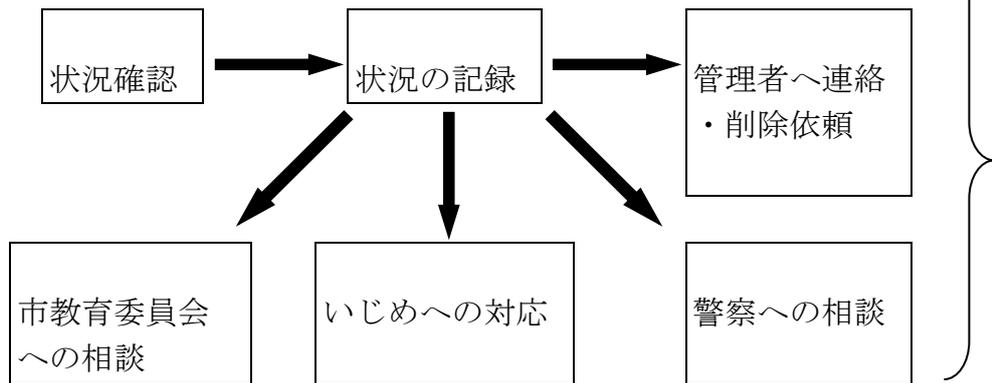 状況確認
状況の記録
管理者へ連絡
・削除依頼
市教育委員会
への相談
いじめへの対応
警察への相談